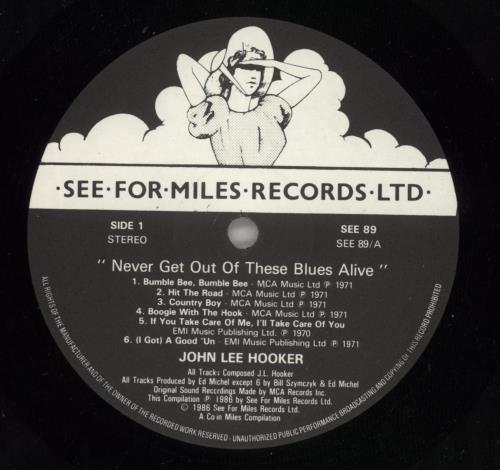 ·SEE·FOR·MILES·RECORDS·LTD·
SIDE 1
STEREO
SEE 89
SEE 89/A
" Never Get Out Of These Blues Alive "
1. Bumble Bee, Bumble Bee - MCA Music Ltd ℗ 1971
2. Hit The Road - MCA Music Ltd ℗ 1971
3. Country Boy - MCA Music Ltd ℗ 1971
4. Boogie With The Hook - MCA Music Ltd ℗ 1971
5. If You Take Care Of Me, I'll Take Care Of You
EMI Music Publishing Ltd. ℗ 1970
6. (I Got) A Good 'Un - EMI Music Publishing Ltd ℗ 1971
JOHN LEE HOOKER
All Tracks Composed J.L. Hooker
All Tracks Produced by Ed Michel except 6 by Bill Szymczyk & Ed Michel
Original Sound Recordings Made by MCA Records Inc.
This Compilation ℗ 1986 by See For Miles Records Ltd.
© 1986 See For Miles Records Ltd.
A Co in Miles Compilation
ALL RIGHTS OF THE MANUFACTURER AND OF THE OWNER OF THE RECORDED WORK RESERVED · UNAUTHORIZED PUBLIC PERFORMANCE BROADCASTING AND COPYING OF THIS RECORD PROHIBITED